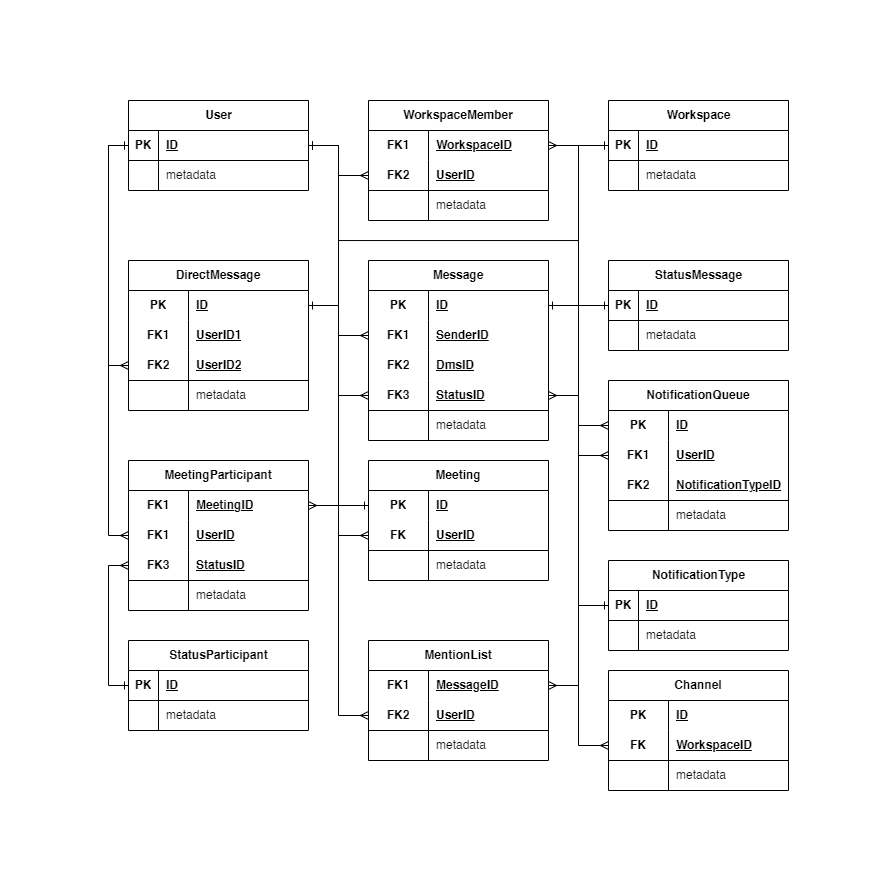 User
PK ID
metadata
WorkspaceMember
FK1 WorkspaceID
FK2 UserID
metadata
Workspace
PK ID
metadata
DirectMessage
PK ID
FK1 UserID1
FK2 UserID2
metadata
Message
PK ID
FK1 SenderID
FK2 DmsID
FK3 StatusID
metadata
StatusMessage
PK ID
metadata
NotificationQueue
PK ID
FK1 UserID
FK2 NotificationTypeID
metadata
MeetingParticipant
FK1 MeetingID
FK1 UserID
FK3 StatusID
metadata
Meeting
PK ID
FK UserID
metadata
NotificationType
PK ID
metadata
StatusParticipant
PK ID
metadata
MentionList
FK1 MessageID
FK2 UserID
metadata
Channel
PK ID
FK WorkspaceID
metadata